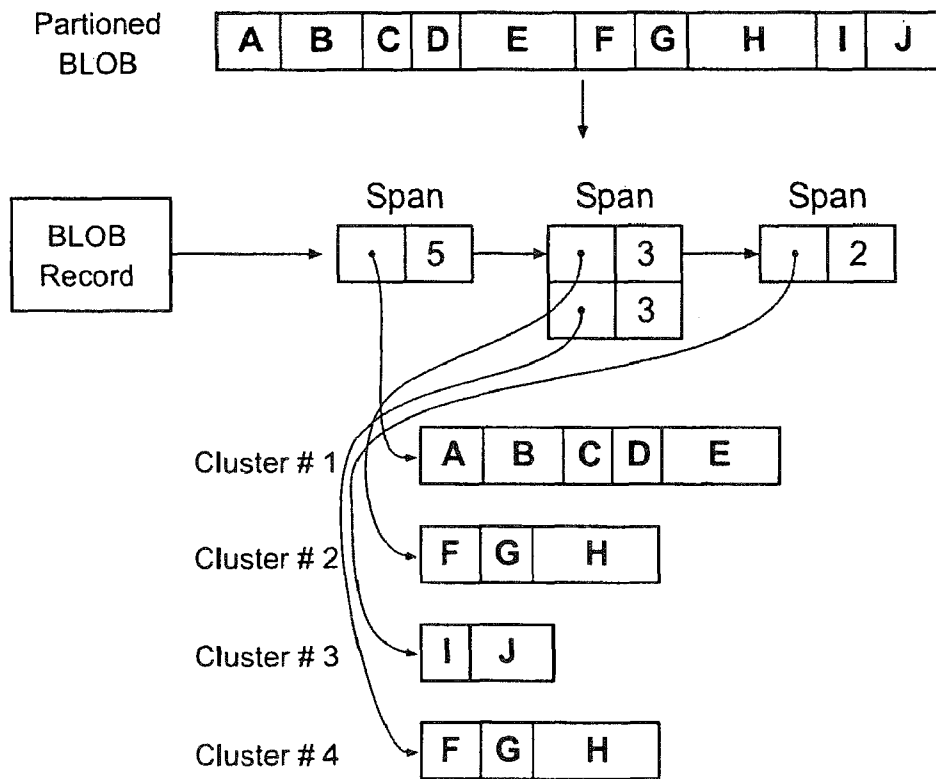 Partioned
BLOB
A B C D E F G H I J
Span Span Span
BLOB
Record
5 3 2
3
Cluster # 1 A B C D E
Cluster # 2 F G H
Cluster # 3 I J
Cluster # 4 F G H